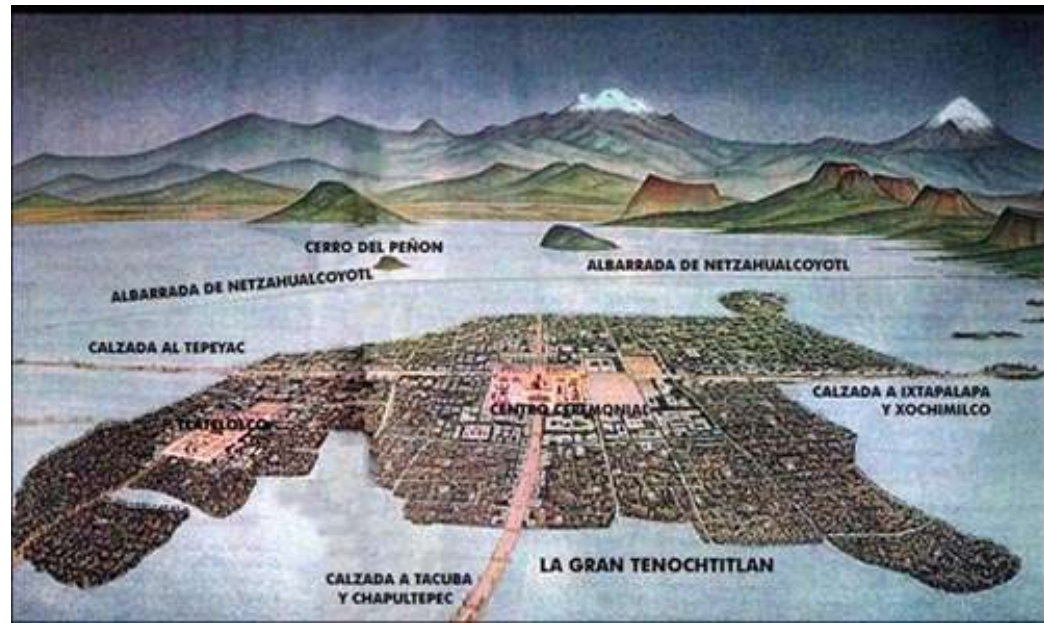 CERRO DEL PEÑON
ALBARRADA DE NETZAHUALCOYOTL
ALBARRADA DE NETZAHUALCOYOTL
CALZADA AL TEPEYAC
CALZADA A IXTAPALAPA
Y XOCHIMILCO
CENTRO CEREMONIAL
TLATELOLCO
LA GRAN TENOCHTITLAN
CALZADA A TACUBA
Y CHAPULTEPEC